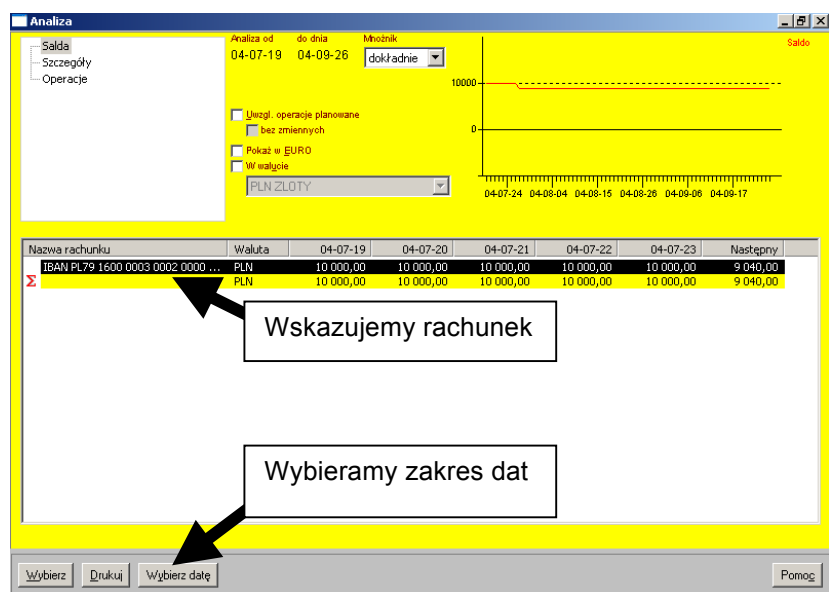 Analiza
Salda
Szczegóły
Operacje
Analiza od do dnia Mnożnik
04-07-19 04-09-26 dokładnie
Uwzgl. operacje planowane
bez zmiennych
Pokaż w EURO
W walucie
PLN ZLOTY
Saldo
10000
0
04-07-24 04-08-04 04-08-15 04-08-26 04-09-06 04-09-17
Nazwa rachunku Waluta 04-07-19 04-07-20 04-07-21 04-07-22 04-07-23 Następny
IBAN PL79 1600 0003 0002 0000 ... PLN 10 000,00 10 000,00 10 000,00 10 000,00 10 000,00 9 040,00
Σ PLN 10 000,00 10 000,00 10 000,00 10 000,00 10 000,00 9 040,00
Wskazujemy rachunek
Wybieramy zakres dat
Wybierz Drukuj Wybierz datę Pomoc